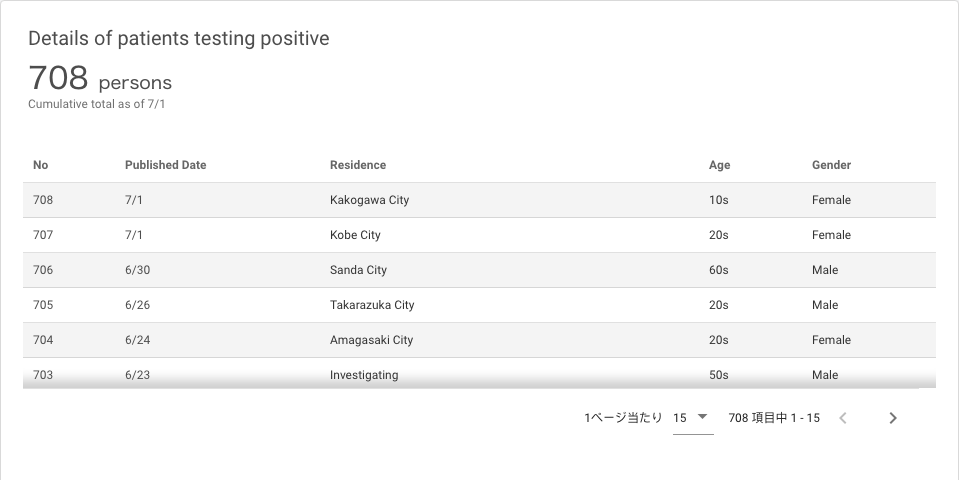 Details of patients testing positive
708 persons
Cumulative total as of 7/1
No Published Date Residence Age Gender
708 7/1 Kakogawa City 10s Female
707 7/1 Kobe City 20s Female
706 6/30 Sanda City 60s Male
705 6/26 Takarazuka City 20s Male
704 6/24 Amagasaki City 20s Female
703 6/23 Investigating 50s Male
1ページ当たり 15 708 項目中 1 - 15